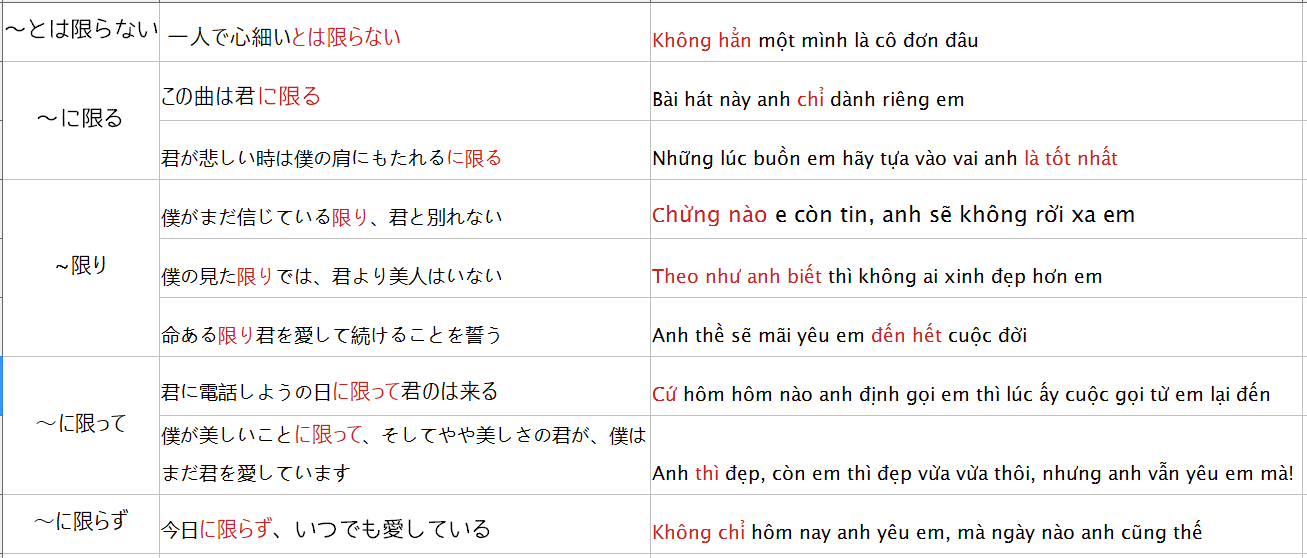 〜とは限らない 一人で心細いとは限らない Không hẳn một mình là cô đơn đâu
〜に限る この曲は君に限る Bài hát này anh chỉ dành riêng em
君が悲しい時は僕の肩にもたれるに限る Những lúc buồn em hãy tựa vào vai anh là tốt nhất
~限り 僕がまだ信じている限り、君と別れない Chừng nào e còn tin, anh sẽ không rời xa em
僕の見た限りでは、君より美人はいない Theo như anh biết thì không ai xinh đẹp hơn em
命ある限り君を愛して続けることを誓う Anh thề sẽ mãi yêu em đến hết cuộc đời
〜に限って 君に電話しようの日に限って君のは来る Cứ hôm hôm nào anh định gọi em thì lúc ấy cuộc gọi từ em lại đến
僕が美しいことに限って、そしてやや美しさの君が、僕は
まだ君を愛しています Anh thì đẹp, còn em thì đẹp vừa vừa thôi, nhưng anh vẫn yêu em mà!
〜に限らず 今日に限らず、いつでも愛している Không chỉ hôm nay anh yêu em, mà ngày nào anh cũng thế